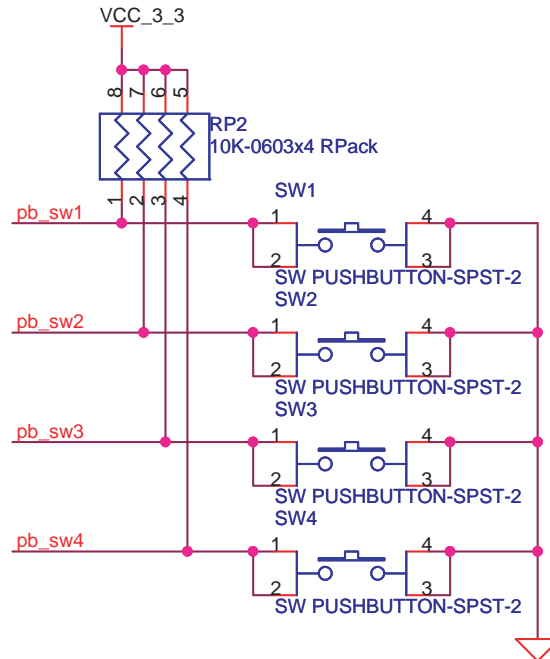 VCC_3_3
8 7 6 5
RP2
10K-0603x4 RPack
1 2 3 4
SW1
pb_sw1
1 4
2 3
SW PUSHBUTTON-SPST-2
SW2
pb_sw2
1 4
2 3
SW PUSHBUTTON-SPST-2
SW3
pb_sw3
1 4
2 3
SW PUSHBUTTON-SPST-2
SW4
pb_sw4
1 4
2 3
SW PUSHBUTTON-SPST-2